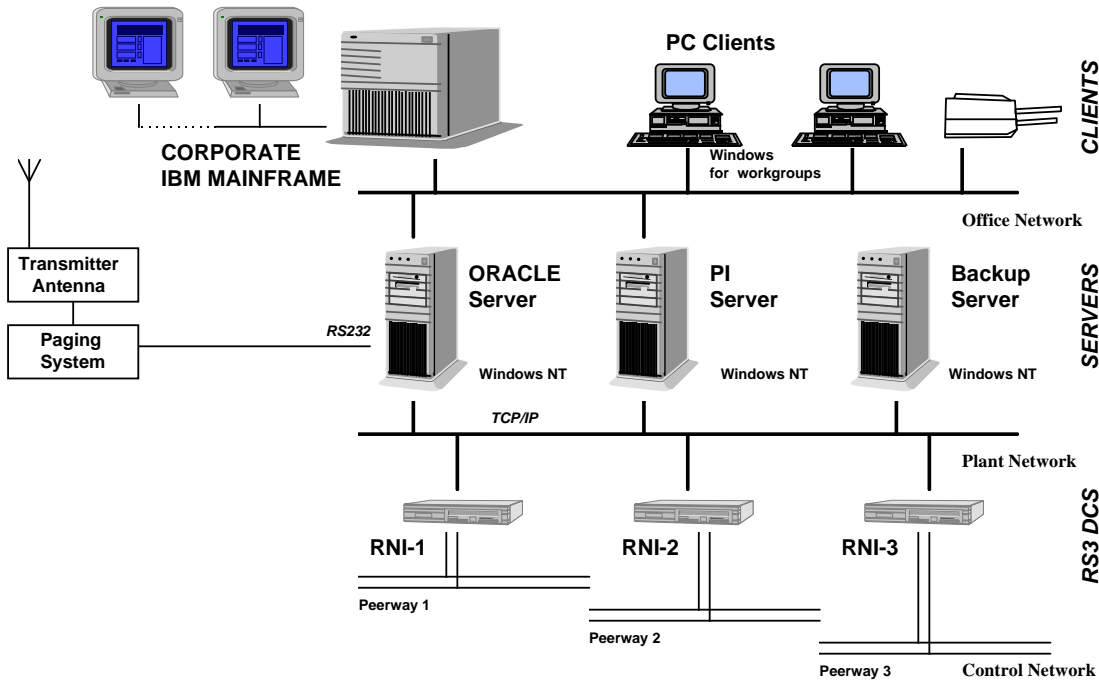 PC Clients
CLIENTS
CORPORATE
IBM MAINFRAME
Windows
for workgroups
Office Network
Transmitter
Antenna
Paging
System
RS232
ORACLE
Server
Windows NT
PI
Server
Windows NT
Backup
Server
Windows NT
SERVERS
TCP/IP
Plant Network
RNI-1
RNI-2
RNI-3
RS3 DCS
Peerway 1
Peerway 2
Peerway 3
Control Network